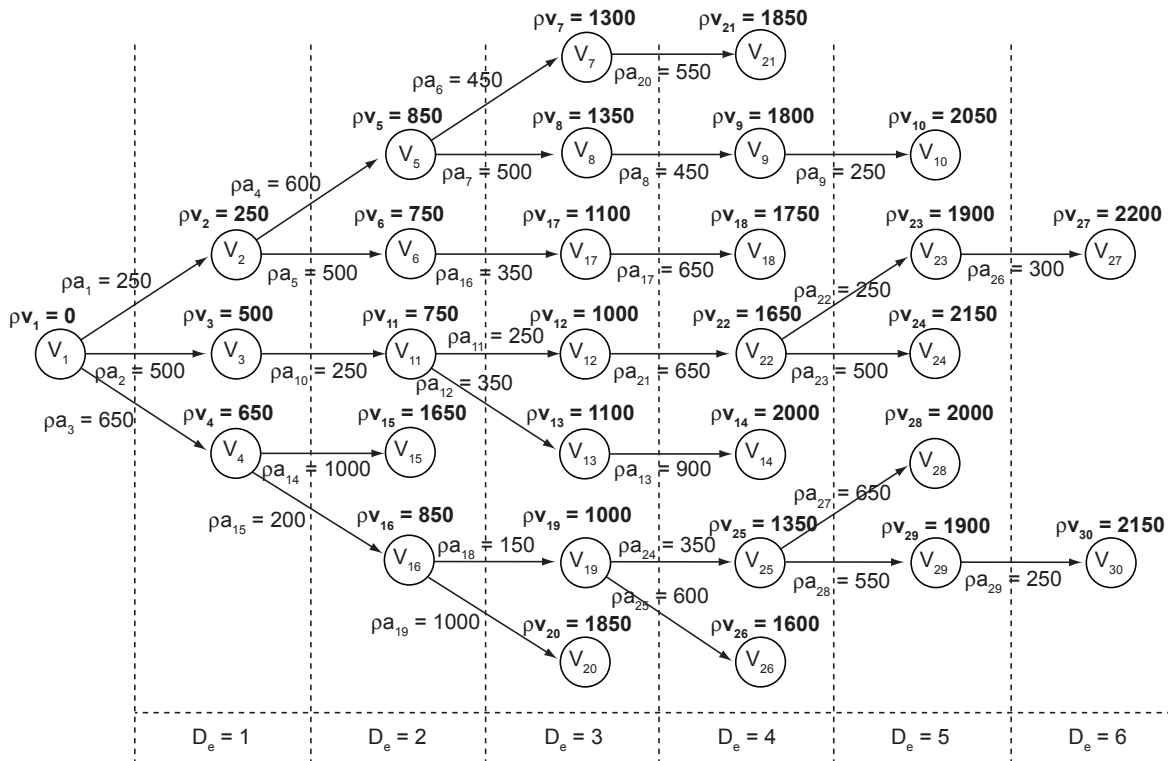 ρv₇ = 1300
ρv₂₁ = 1850
V₇
V₂₁
ρa₆ = 450
ρa₂₀ = 550
ρv₅ = 850
ρv₈ = 1350
ρv₉ = 1800
ρv₁₀ = 2050
V₅
V₈
V₉
V₁₀
ρa₄ = 600
ρa₇ = 500
ρa₈ = 450
ρa₉ = 250
ρv₂ = 250
ρv₆ = 750
ρv₁₇ = 1100
ρv₁₈ = 1750
ρv₂₃ = 1900
ρv₂₇ = 2200
V₂
V₆
V₁₇
V₁₈
V₂₃
V₂₇
ρa₁ = 250
ρa₅ = 500
ρa₁₆ = 350
ρa₁₇ = 650
ρa₂₂ = 250
ρa₂₆ = 300
ρv₁ = 0
ρv₃ = 500
ρv₁₁ = 750
ρa₁₁ = 250
ρv₁₂ = 1000
ρv₂₂ = 1650
ρv₂₄ = 2150
V₁
V₃
V₁₁
V₁₂
V₂₂
V₂₄
ρa₂ = 500
ρa₁₀ = 250
ρa₁₂ = 350
ρa₂₁ = 650
ρa₂₃ = 500
ρa₃ = 650
ρv₄ = 650
ρv₁₅ = 1650
ρv₁₃ = 1100
ρv₁₄ = 2000
ρv₂₈ = 2000
V₄
V₁₅
V₁₃
V₁₄
V₂₈
ρa₁₄ = 1000
ρa₁₃ = 900
ρa₂₇ = 650
ρa₁₅ = 200
ρv₁₆ = 850
ρv₁₉ = 1000
ρv₂₅ = 1350
ρv₂₉ = 1900
ρv₃₀ = 2150
ρa₁₈ = 150
ρa₂₄ = 350
V₁₆
V₁₉
V₂₅
V₂₉
V₃₀
ρa₂₅ = 600
ρa₂₈ = 550
ρa₂₉ = 250
ρa₁₉ = 1000
ρv₂₀ = 1850
ρv₂₆ = 1600
V₂₀
V₂₆
Dₑ = 1
Dₑ = 2
Dₑ = 3
Dₑ = 4
Dₑ = 5
Dₑ = 6